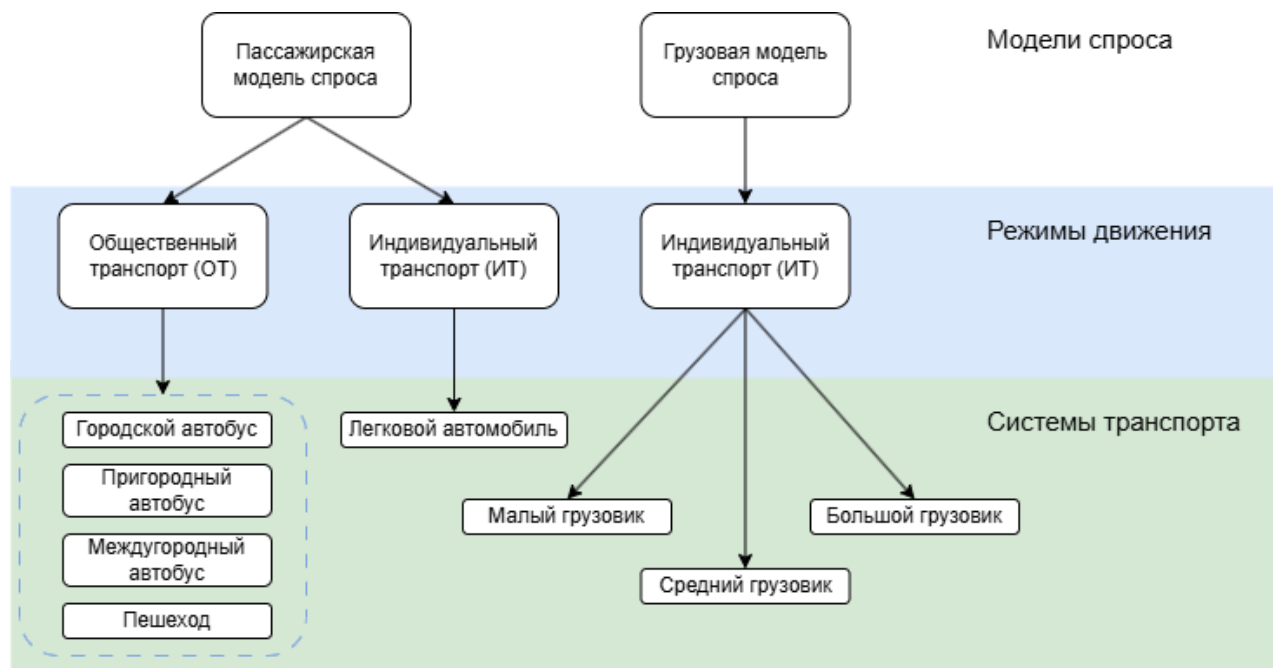 Пассажирская
модель спроса
Грузовая модель
спроса
Модели спроса
Общественный
транспорт (ОТ)
Индивидуальный
транспорт (ИТ)
Индивидуальный
транспорт (ИТ)
Режимы движения
Городской автобус
Пригородный
автобус
Междугородный
автобус
Пешеход
Легковой автомобиль
Малый грузовик
Средний грузовик
Большой грузовик
Системы транспорта